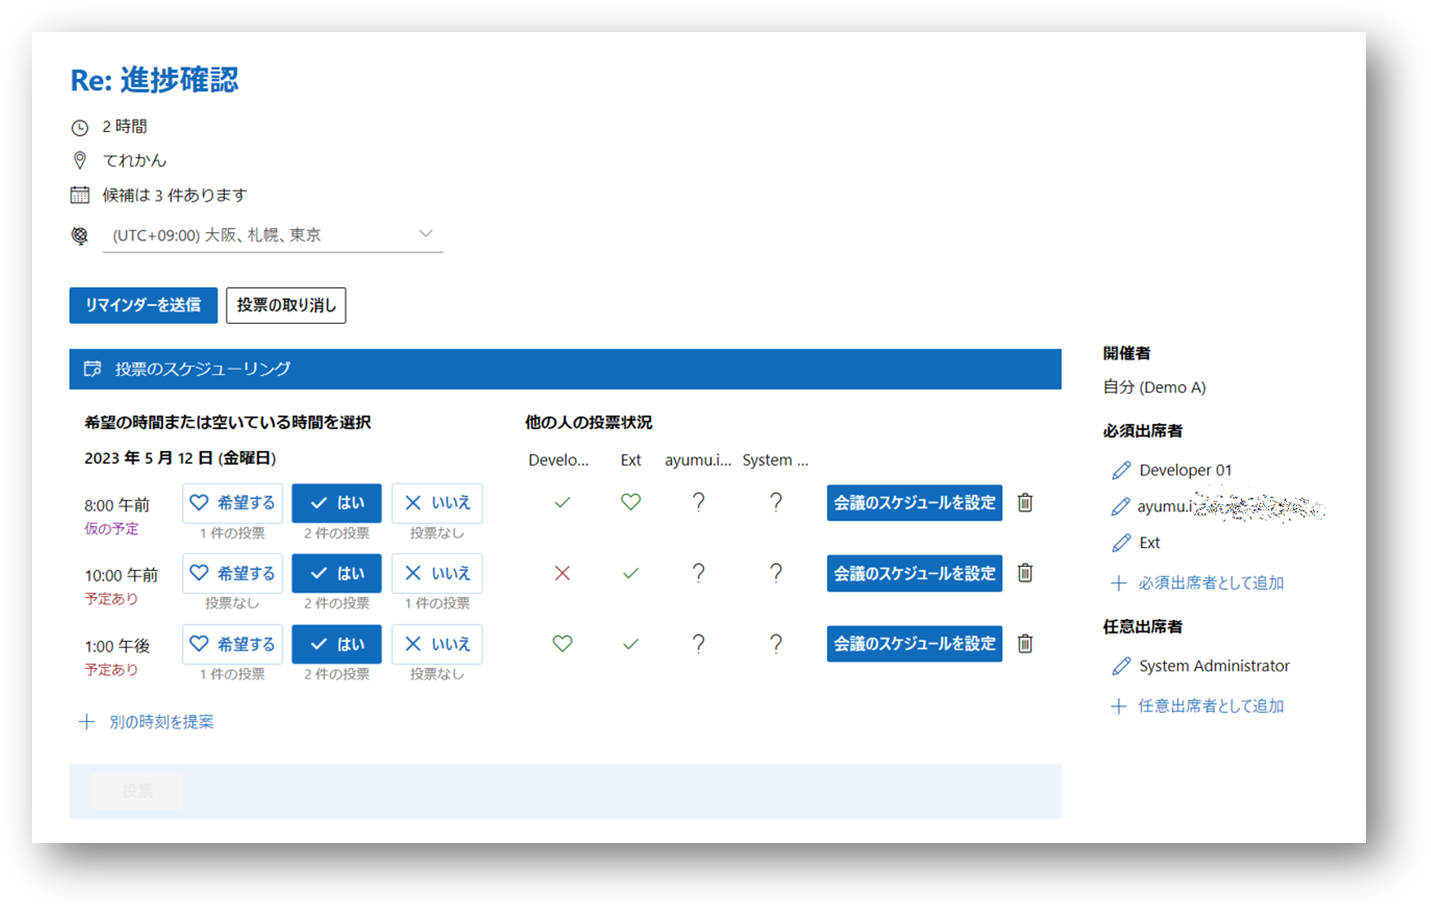 Re: 進捗確認
2 時間
てれかん
候補は 3 件あります
(UTC+09:00) 大阪、札幌、東京
リマインダーを送信 投票の取り消し
投票のスケジューリング
希望の時間または空いている時間を選択 他の人の投票状況
2023 年 5 月 12 日 (金曜日) Develo... Ext ayumu.i... System ...
8:00 午前 希望する はい いいえ ? ? 会議のスケジュールを設定
仮の予定 1 件の投票 2 件の投票 投票なし
10:00 午前 希望する はい いいえ ? ? 会議のスケジュールを設定
予定あり 投票なし 2 件の投票 1 件の投票
1:00 午後 希望する はい いいえ ? ? 会議のスケジュールを設定
予定あり 1 件の投票 2 件の投票 投票なし
別の時刻を提案
投票
開催者
自分 (Demo A)
必須出席者
Developer 01
ayumu.i
Ext
必須出席者として追加
任意出席者
System Administrator
任意出席者として追加